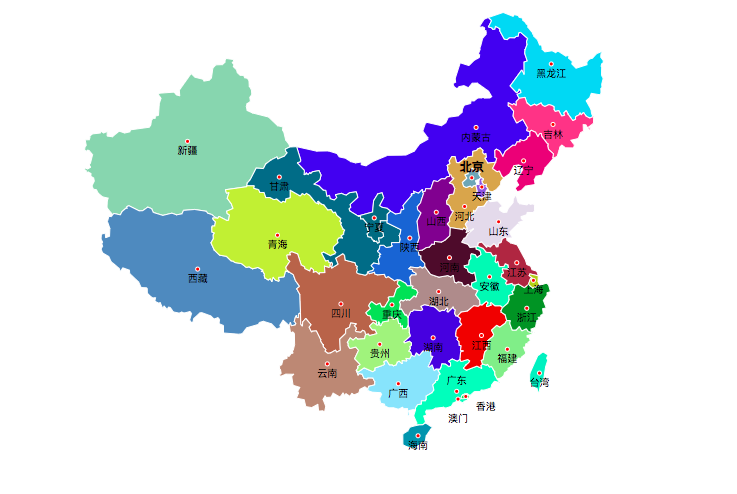 黑龙江
吉林
内蒙古
新疆
北京
辽宁
甘肃
天津
河北
山西
宁夏
山东
青海
陕西
河南
江苏
西藏
安徽
上海
湖北
四川
重庆
浙江
湖南
江西
贵州
福建
云南
广东
台湾
广西
香港
澳门
海南